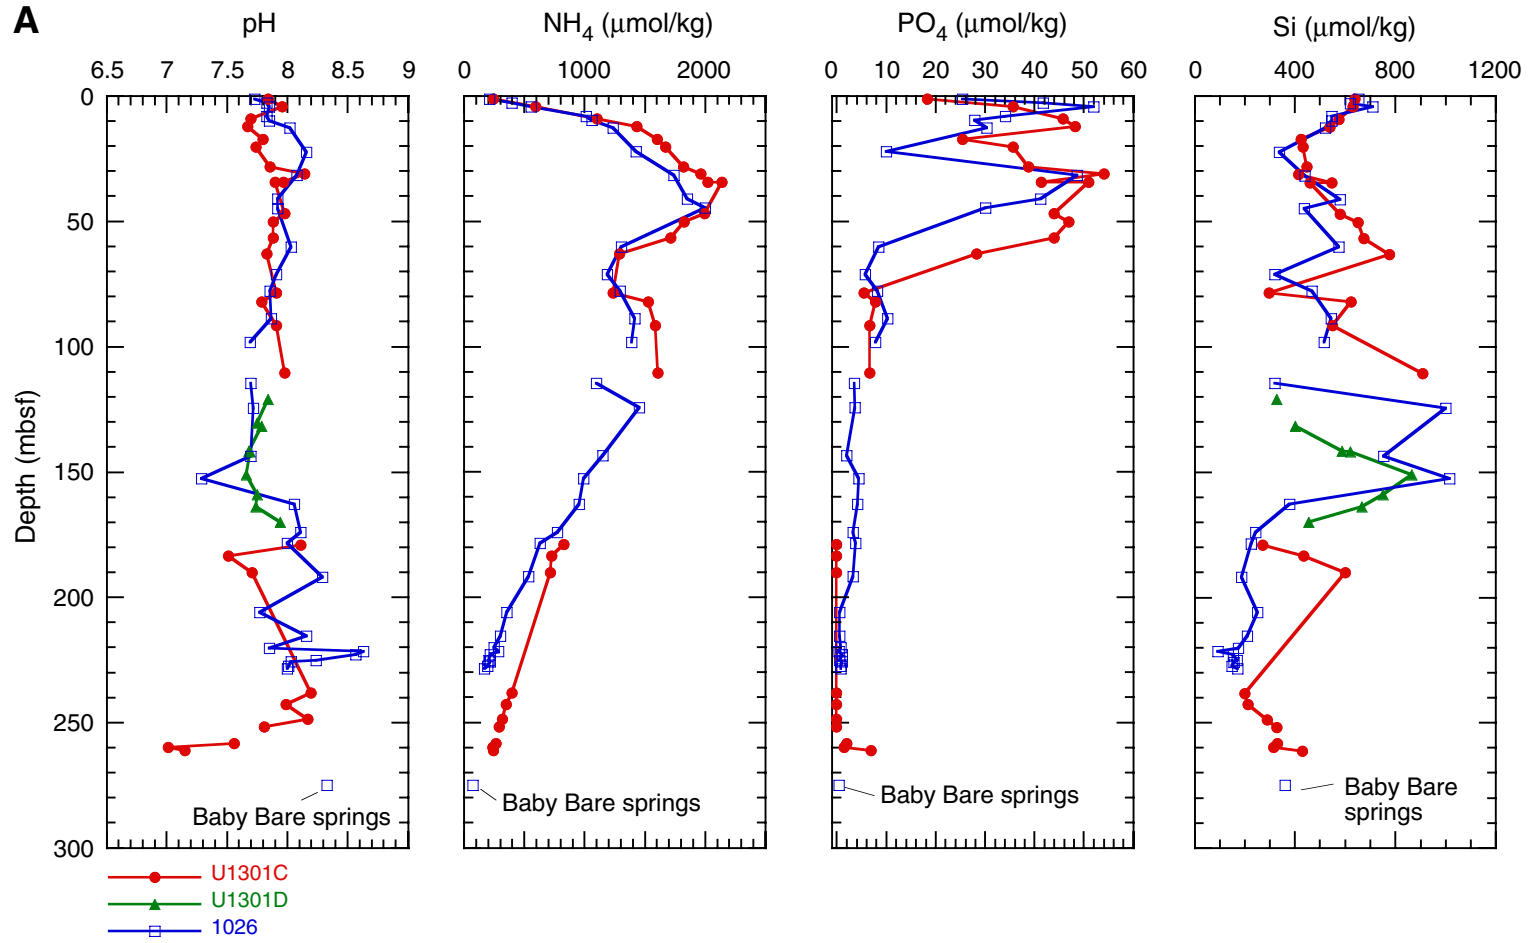 A
pH
NH4 (μmol/kg)
PO4 (μmol/kg)
Si (μmol/kg)
6.5 7 7.5 8 8.5 9
0 1000 2000
0 10 20 30 40 50 60
0 400 800 1200
0
50
100
150
200
250
300
Depth (mbsf)
Baby Bare springs
Baby Bare springs
Baby Bare springs
Baby Bare
springs
U1301C
U1301D
1026